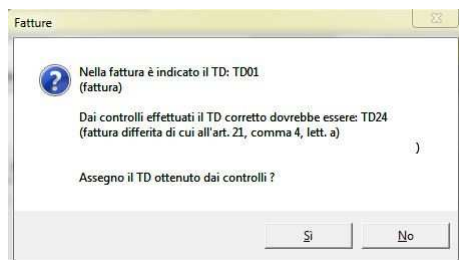 Fatture
Nella fattura è indicato il TD: TD01
(fattura)
Dai controlli effettuati il TD corretto dovrebbe essere: TD24
(fattura differita di cui all'art. 21, comma 4, lett. a)
)
Assegno il TD ottenuto dai controlli ?
Sì
No